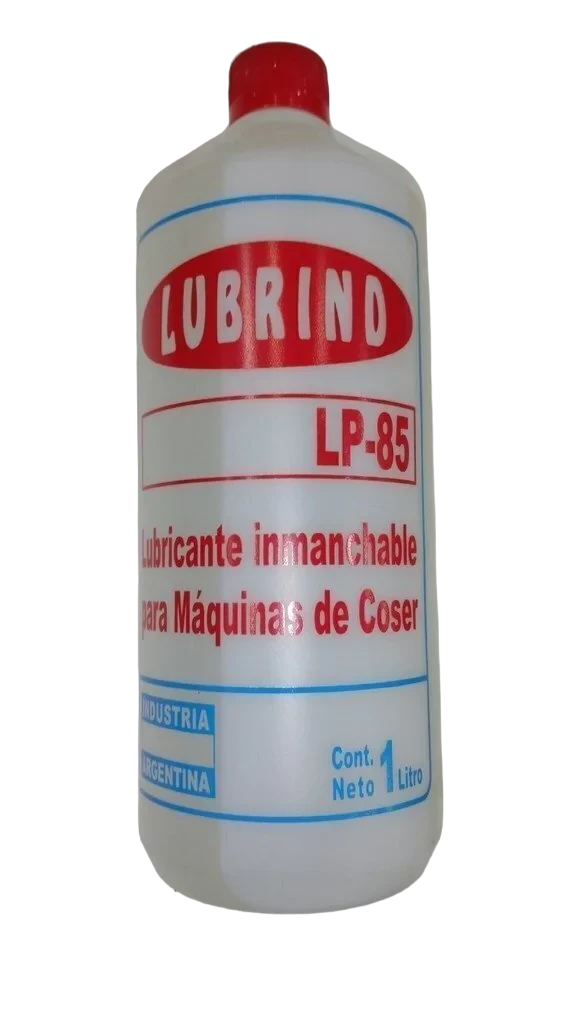 LUBRIND
LP-85
Lubricante inmanchable
para Máquinas de Coser
INDUSTRIA
ARGENTINA
Cont.
Neto 1 Litro